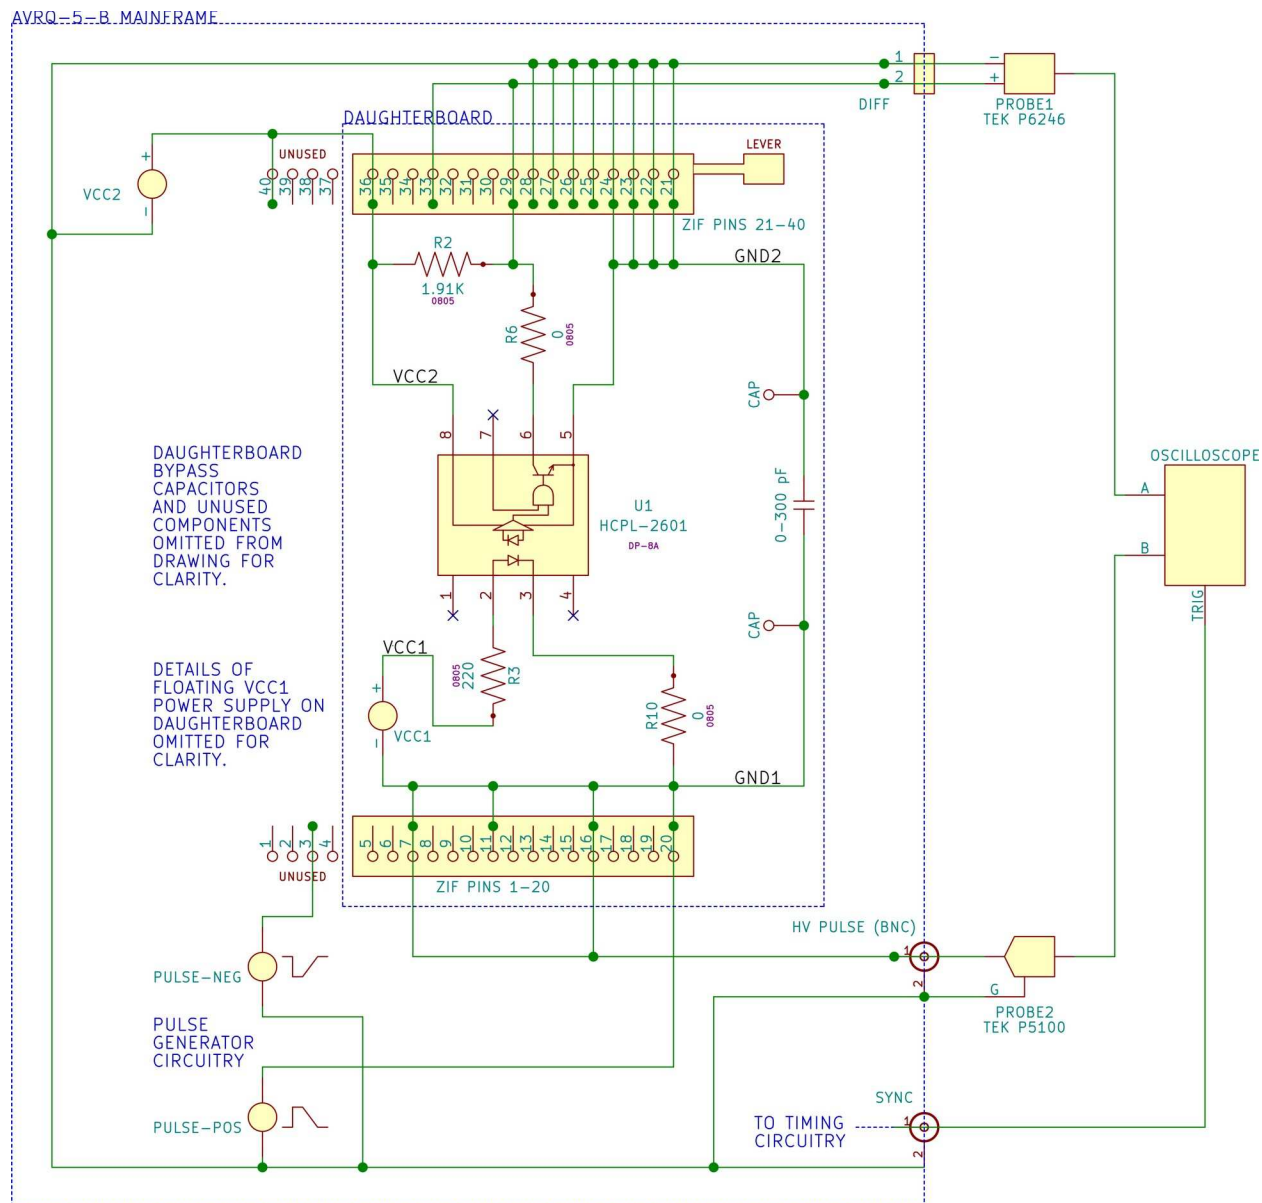 AVRQ-5-B MAINFRAME
1
2
DIFF
-
+
PROBE1
TEK P6246
DAUGHTERBOARD
LEVER
+
VCC2
-
UNUSED
40 39 38 37
36 35 34 33 32 31 30 29 28 27 26 25 24 23 22 21
ZIF PINS 21-40
R2
1.91K
0805
GND2
R6
0
0805
VCC2
CAP
8 7 6 5
DAUGHTERBOARD
BYPASS
CAPACITORS
AND UNUSED
COMPONENTS
OMITTED FROM
DRAWING FOR
CLARITY.
U1
HCPL-2601
DP-8A
0-300 pF
OSCILLOSCOPE
A
B
TRIG
1 2 3 4
CAP
VCC1
DETAILS OF
FLOATING VCC1
POWER SUPPLY ON
DAUGHTERBOARD
OMITTED FOR
CLARITY.
+
-
VCC1
0805
220
R3
R10
0
0805
GND1
1 2 3 4
UNUSED
5 6 7 8 9 10 11 12 13 14 15 16 17 18 19 20
ZIF PINS 1-20
HV PULSE (BNC)
1
2
G
PROBE2
TEK P5100
PULSE-NEG
PULSE
GENERATOR
CIRCUITRY
PULSE-POS
SYNC
TO TIMING
CIRCUITRY
1
2